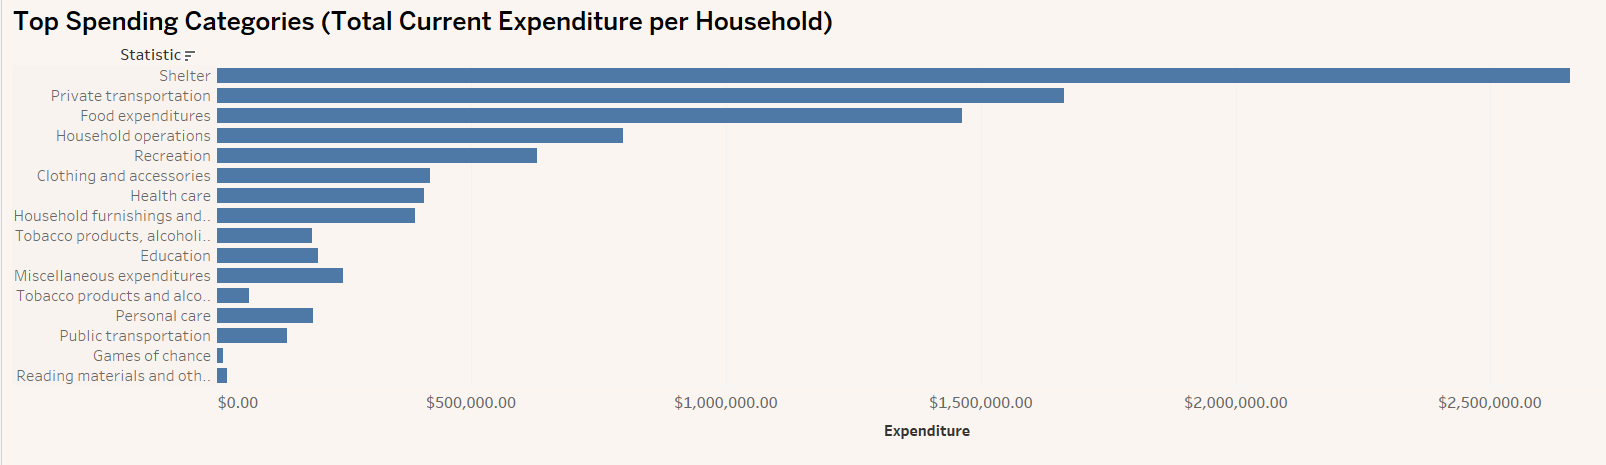 Top Spending Categories (Total Current Expenditure per Household)
Statistic
Shelter
Private transportation
Food expenditures
Household operations
Recreation
Clothing and accessories
Health care
Household furnishings and..
Tobacco products, alcoholi..
Education
Miscellaneous expenditures
Tobacco products and alco..
Personal care
Public transportation
Games of chance
Reading materials and oth..
$0.00 $500,000.00 $1,000,000.00 $1,500,000.00 $2,000,000.00 $2,500,000.00
Expenditure